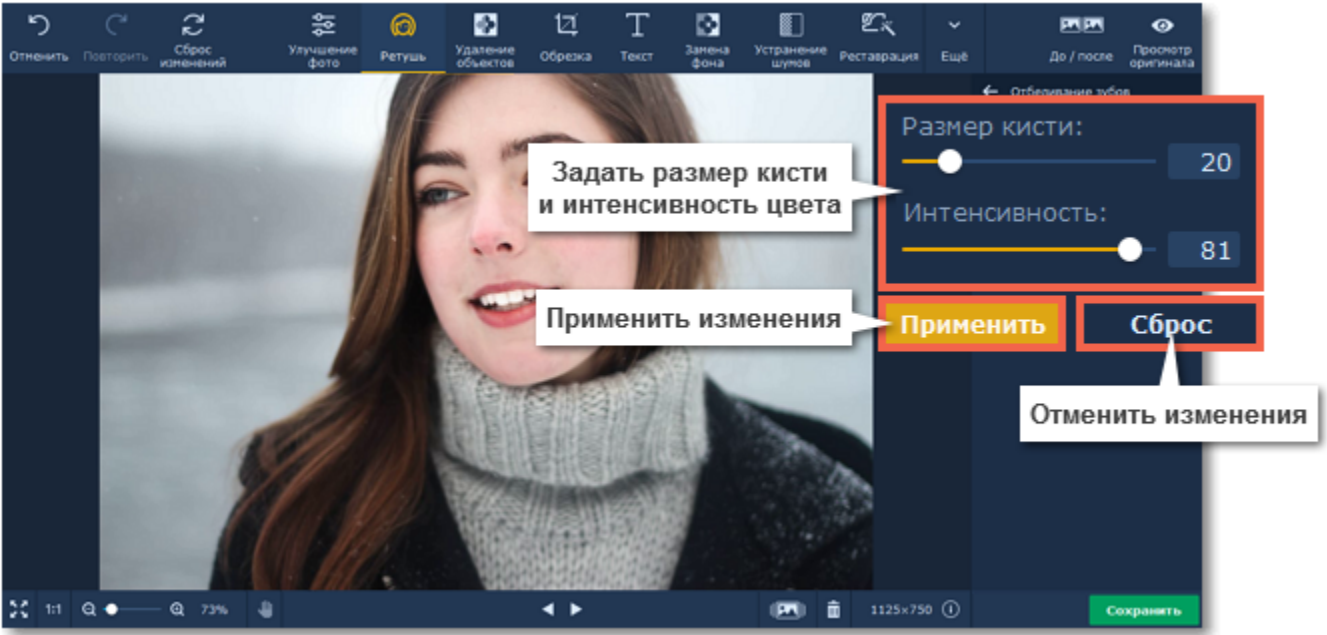 Отменить
Повторить
Сброс
изменений
Улучшение
фото
Ретушь
Удаление
объектов
Обрезка
Текст
Замена
фона
Устранение
шумов
Реставрация
Ещё
До / после
Просмотр
оригинала
Отбеливание зубов
Размер кисти:
20
Задать размер кисти
и интенсивность цвета
Интенсивность:
81
Применить изменения
Применить
Сброс
Отменить изменения
1:1
73%
1125×750
Сохранить